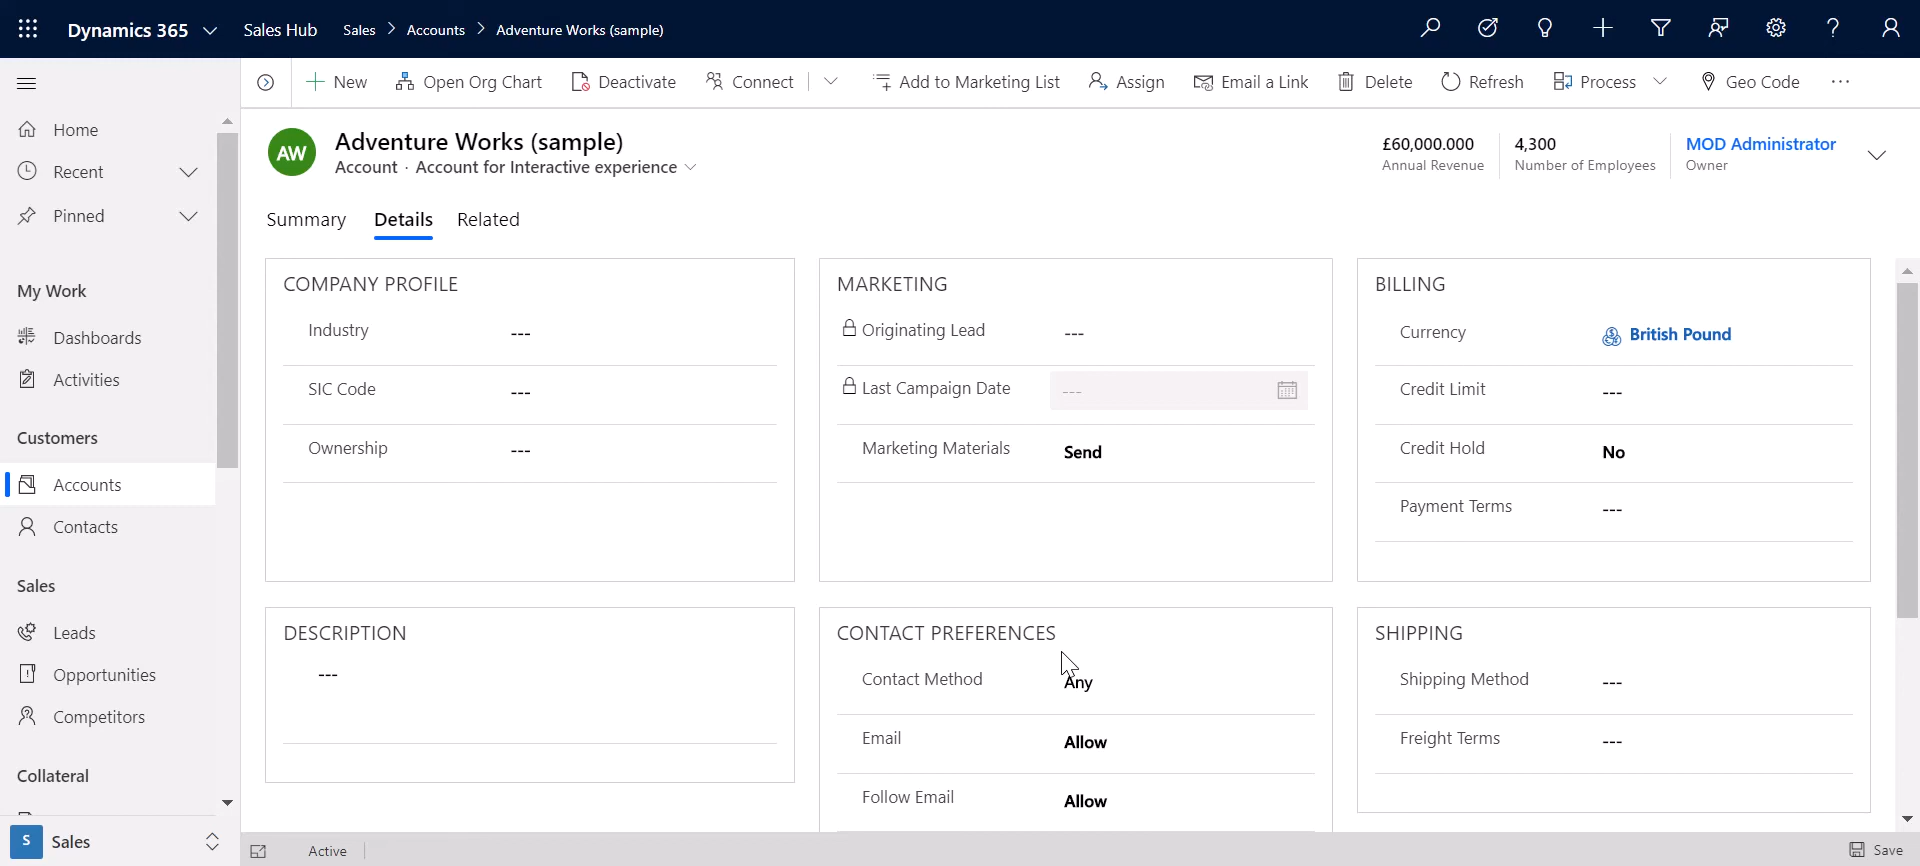 Dynamics 365 Sales Hub Sales > Accounts > Adventure Works (sample)
New Open Org Chart Deactivate Connect Add to Marketing List Assign Email a Link Delete Refresh Process Geo Code ...
Home
Recent
Pinned
My Work
Dashboards
Activities
Customers
Accounts
Contacts
Sales
Leads
Opportunities
Competitors
Collateral
S Sales
AW
Adventure Works (sample)
Account · Account for Interactive experience
£60,000.000
Annual Revenue
4,300
Number of Employees
MOD Administrator
Owner
Summary Details Related
COMPANY PROFILE
Industry ---
SIC Code ---
Ownership ---
MARKETING
Originating Lead ---
Last Campaign Date ---
Marketing Materials Send
BILLING
Currency British Pound
Credit Limit ---
Credit Hold No
Payment Terms ---
DESCRIPTION
---
CONTACT PREFERENCES
Contact Method Any
Email Allow
Follow Email Allow
SHIPPING
Shipping Method ---
Freight Terms ---
Active
Save